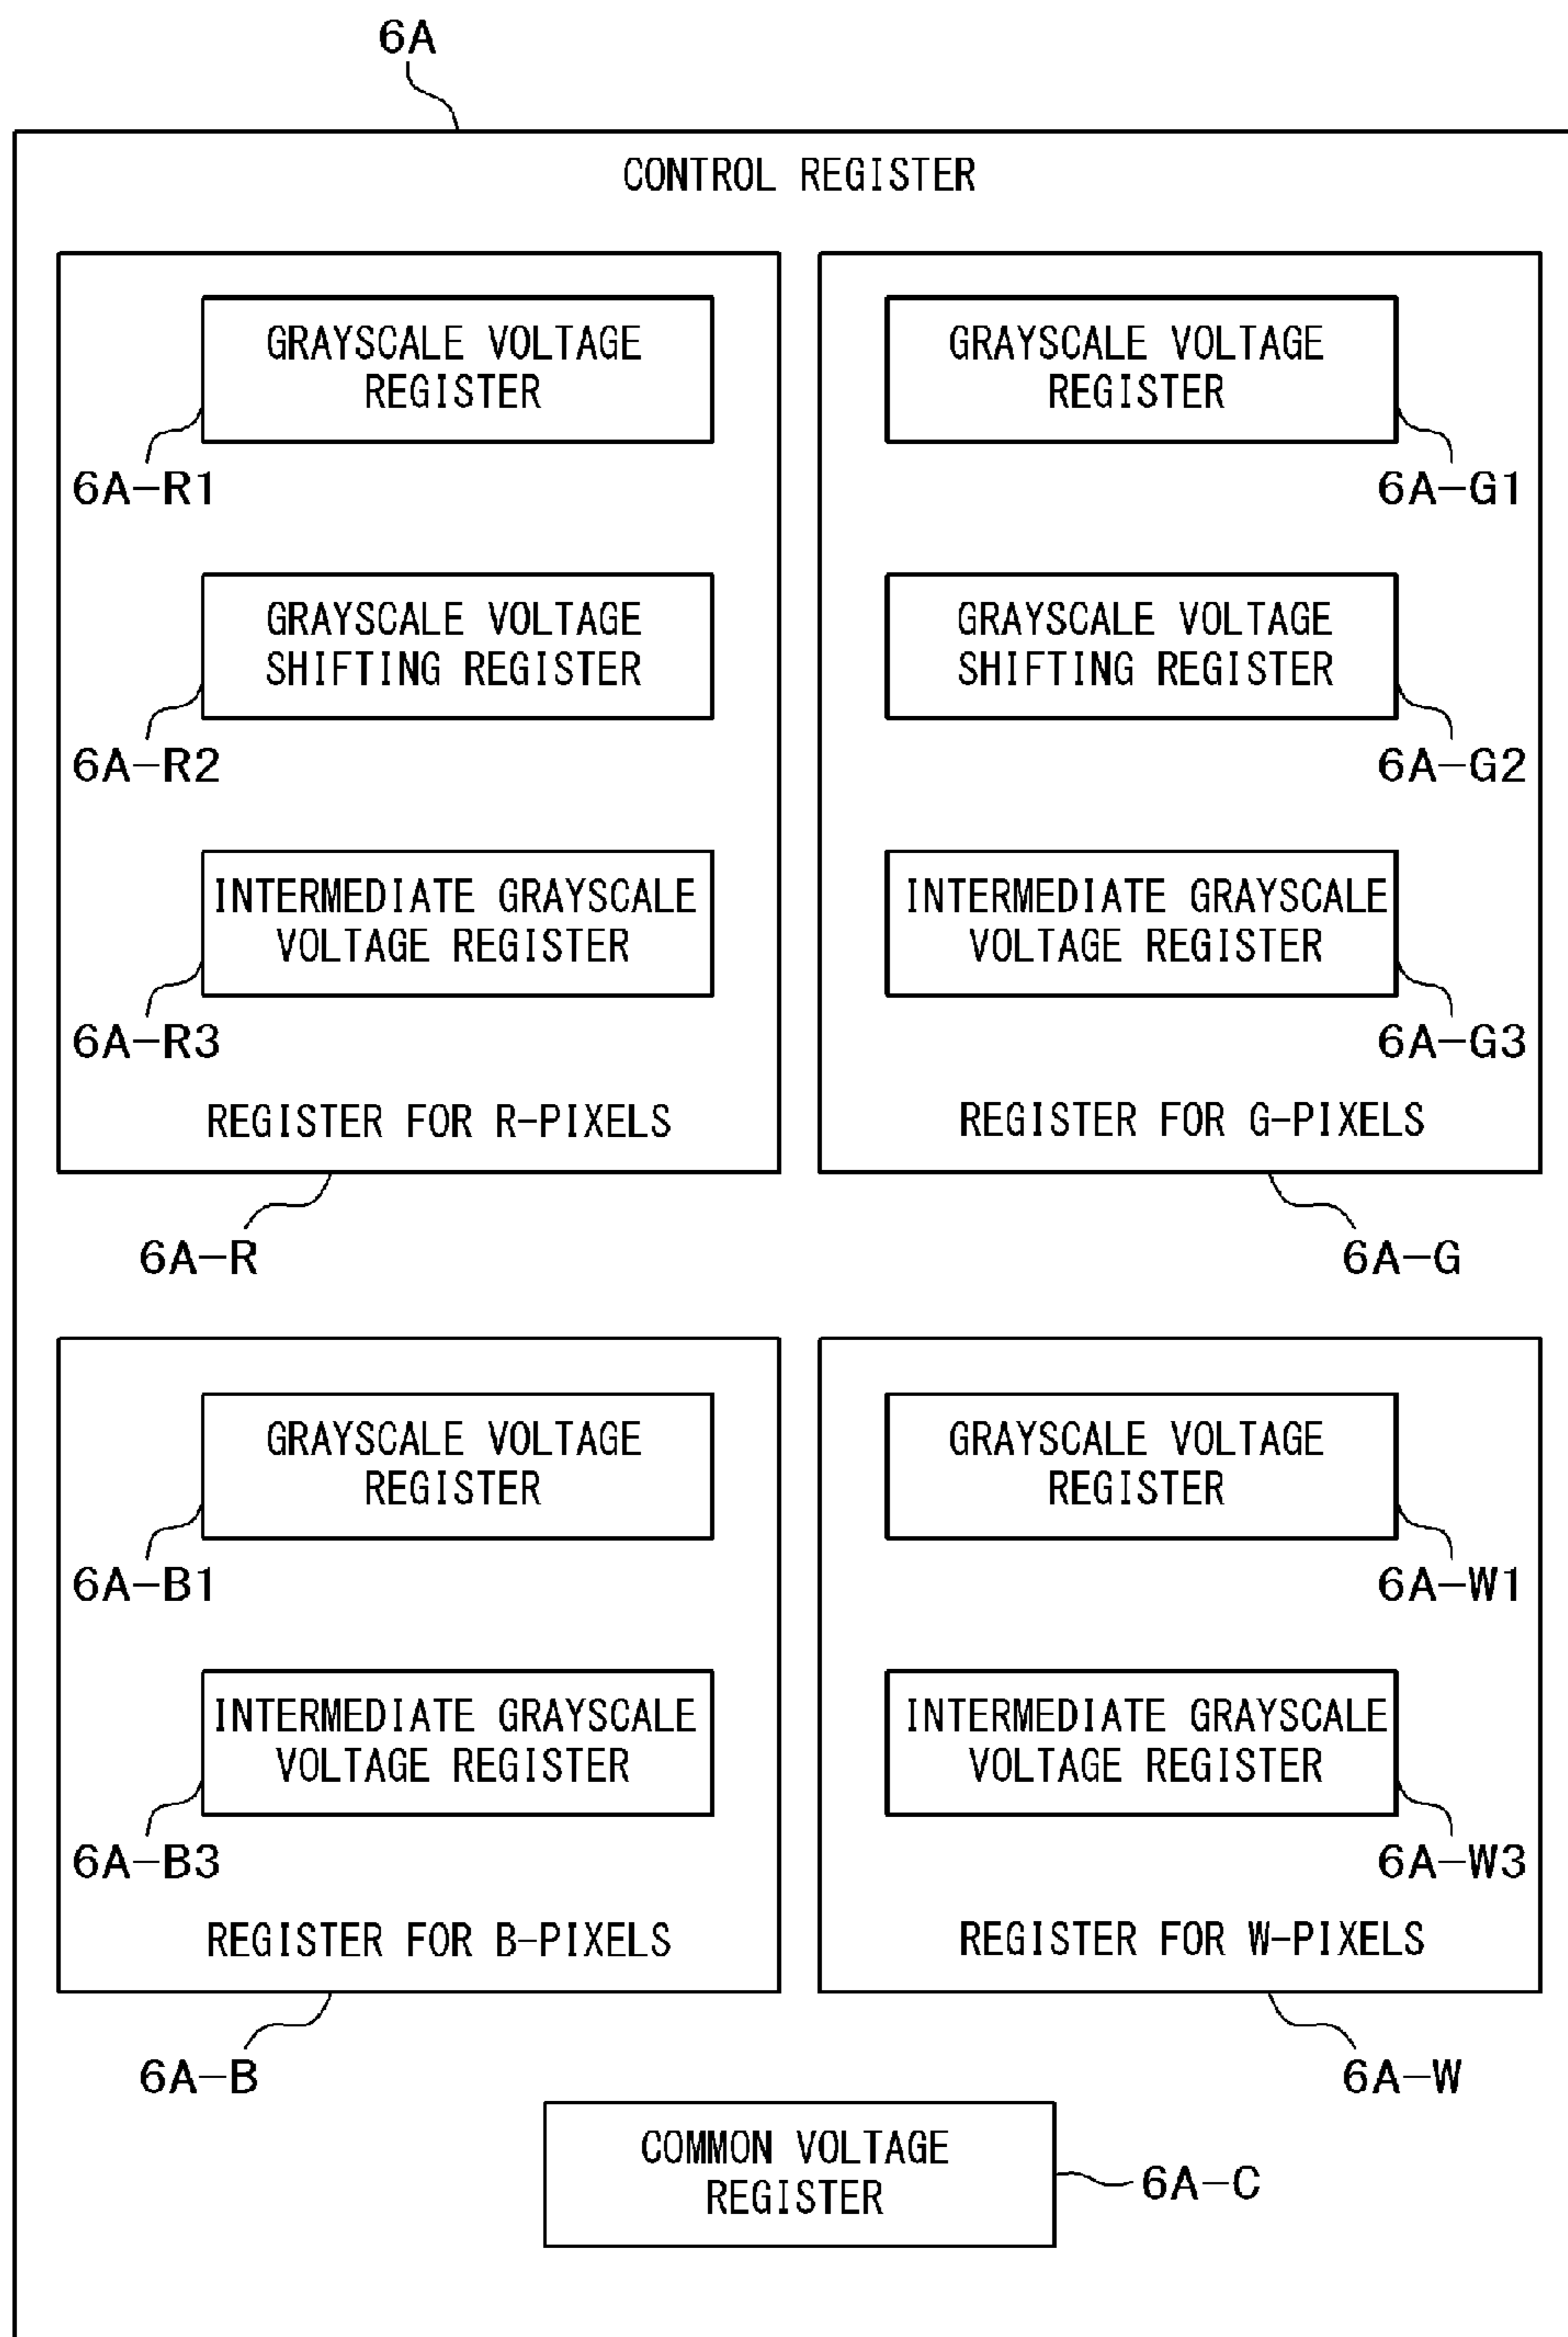 6A
CONTROL REGISTER
GRAYSCALE VOLTAGE
REGISTER
6A-R1
GRAYSCALE VOLTAGE
SHIFTING REGISTER
6A-R2
INTERMEDIATE GRAYSCALE
VOLTAGE REGISTER
6A-R3
REGISTER FOR R-PIXELS
6A-R
GRAYSCALE VOLTAGE
REGISTER
6A-G1
GRAYSCALE VOLTAGE
SHIFTING REGISTER
6A-G2
INTERMEDIATE GRAYSCALE
VOLTAGE REGISTER
6A-G3
REGISTER FOR G-PIXELS
6A-G
GRAYSCALE VOLTAGE
REGISTER
6A-B1
INTERMEDIATE GRAYSCALE
VOLTAGE REGISTER
6A-B3
REGISTER FOR B-PIXELS
6A-B
GRAYSCALE VOLTAGE
REGISTER
6A-W1
INTERMEDIATE GRAYSCALE
VOLTAGE REGISTER
6A-W3
REGISTER FOR W-PIXELS
6A-W
COMMON VOLTAGE
REGISTER
6A-C